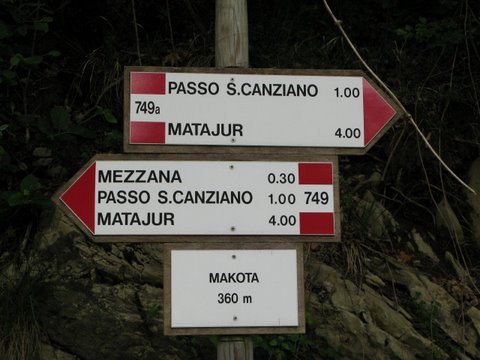 PASSO S.CANZIANO 1.00
749a
MATAJUR 4.00
MEZZANA 0.30
PASSO S.CANZIANO 1.00 749
MATAJUR 4.00
MAKOTA
360 m